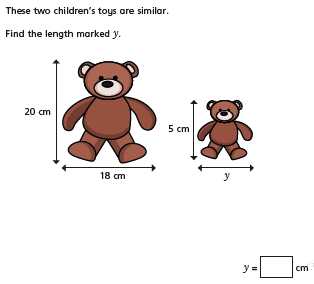 These two children's toys are similar.
Find the length marked y.
20 cm
5 cm
18 cm
y
y = cm